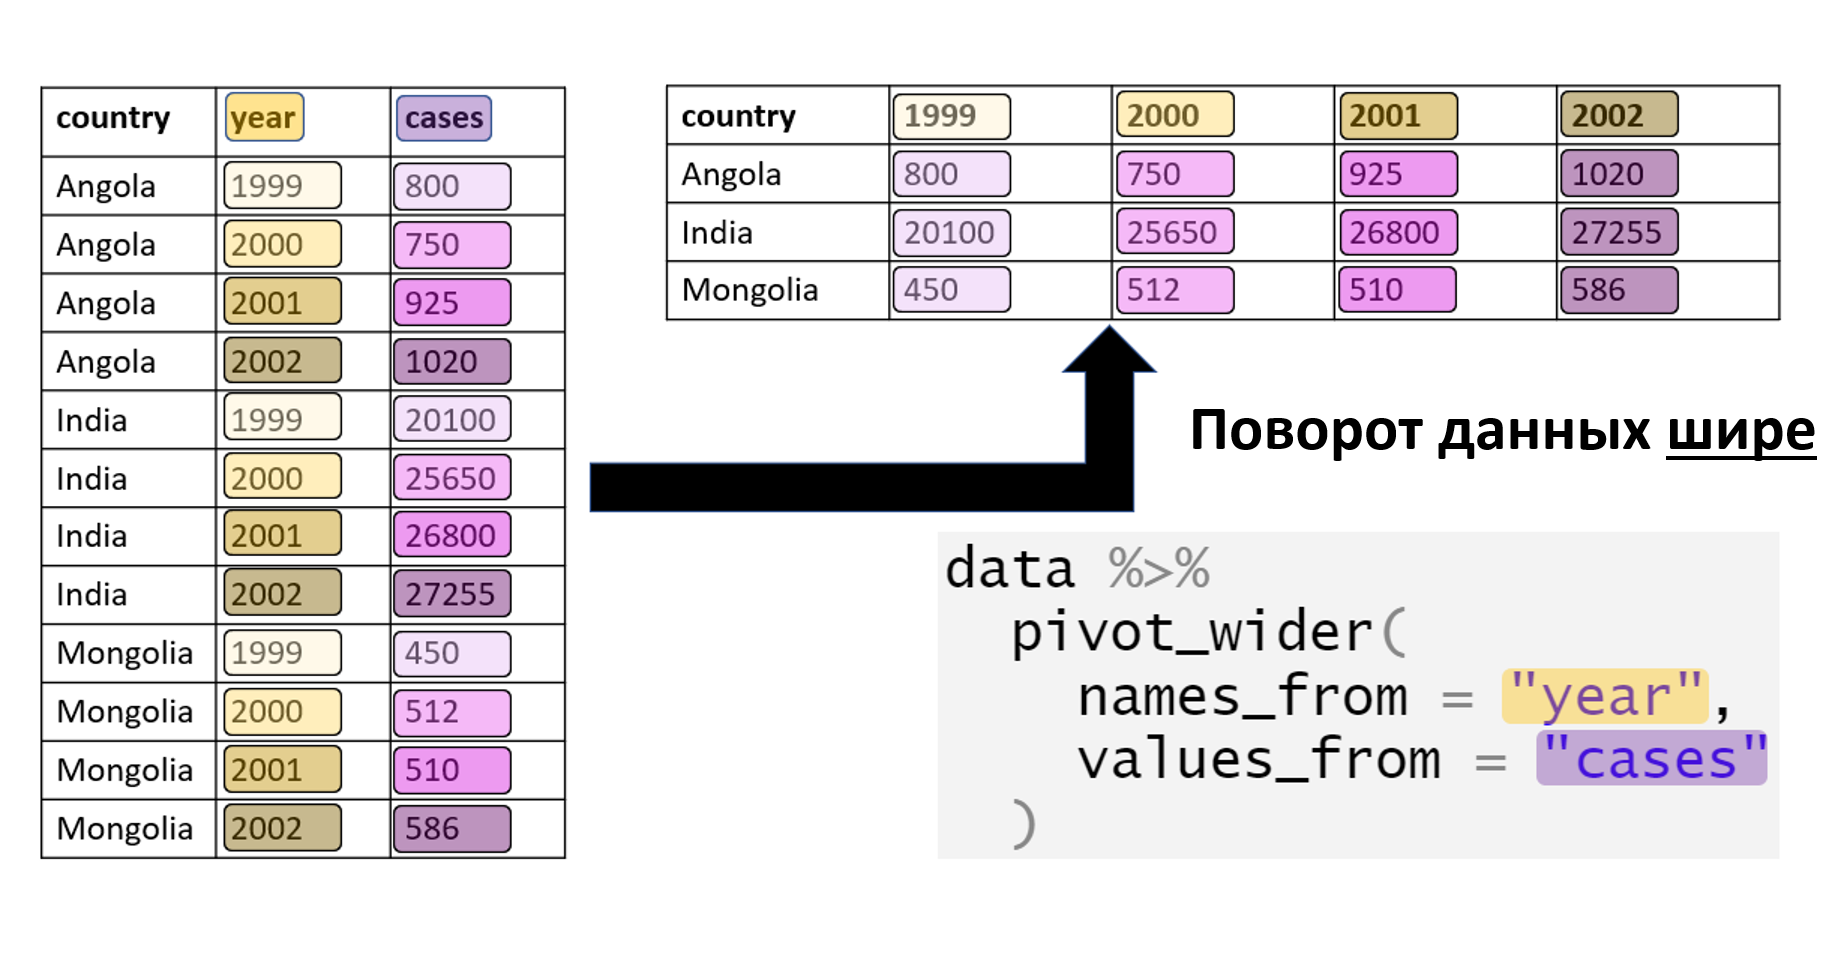 country year cases
Angola 1999 800
Angola 2000 750
Angola 2001 925
Angola 2002 1020
India 1999 20100
India 2000 25650
India 2001 26800
India 2002 27255
Mongolia 1999 450
Mongolia 2000 512
Mongolia 2001 510
Mongolia 2002 586
country 1999 2000 2001 2002
Angola 800 750 925 1020
India 20100 25650 26800 27255
Mongolia 450 512 510 586
Поворот данных шире
data %>%
pivot_wider(
names_from = "year",
values_from = "cases"
)